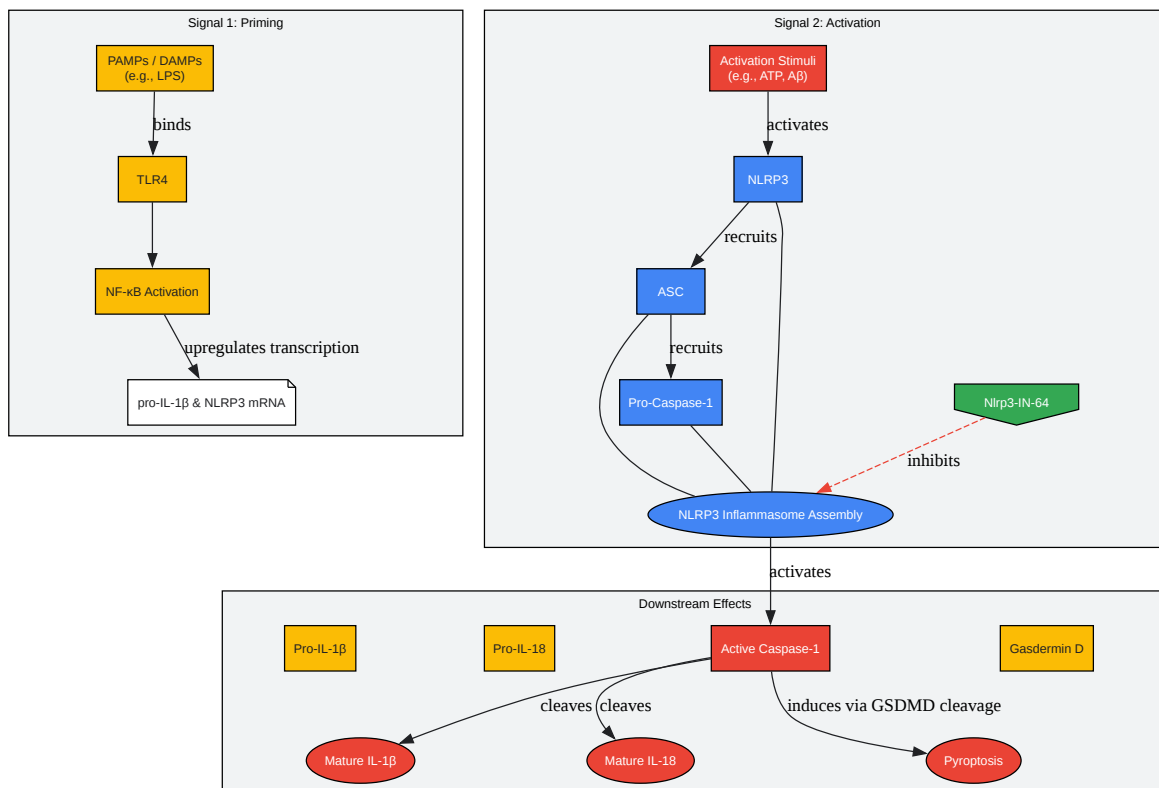 Signal 1: Priming
PAMPs / DAMPs
(e.g., LPS)
binds
TLR4
NF-κB Activation
upregulates transcription
pro-IL-1β & NLRP3 mRNA
Signal 2: Activation
Activation Stimuli
(e.g., ATP, Aβ)
activates
NLRP3
recruits
ASC
recruits
Pro-Caspase-1
Nlrp3-IN-64
inhibits
NLRP3 Inflammasome Assembly
activates
Downstream Effects
Pro-IL-1β
Pro-IL-18
Active Caspase-1
Gasdermin D
cleaves
cleaves
induces via GSDMD cleavage
Mature IL-1β
Mature IL-18
Pyroptosis